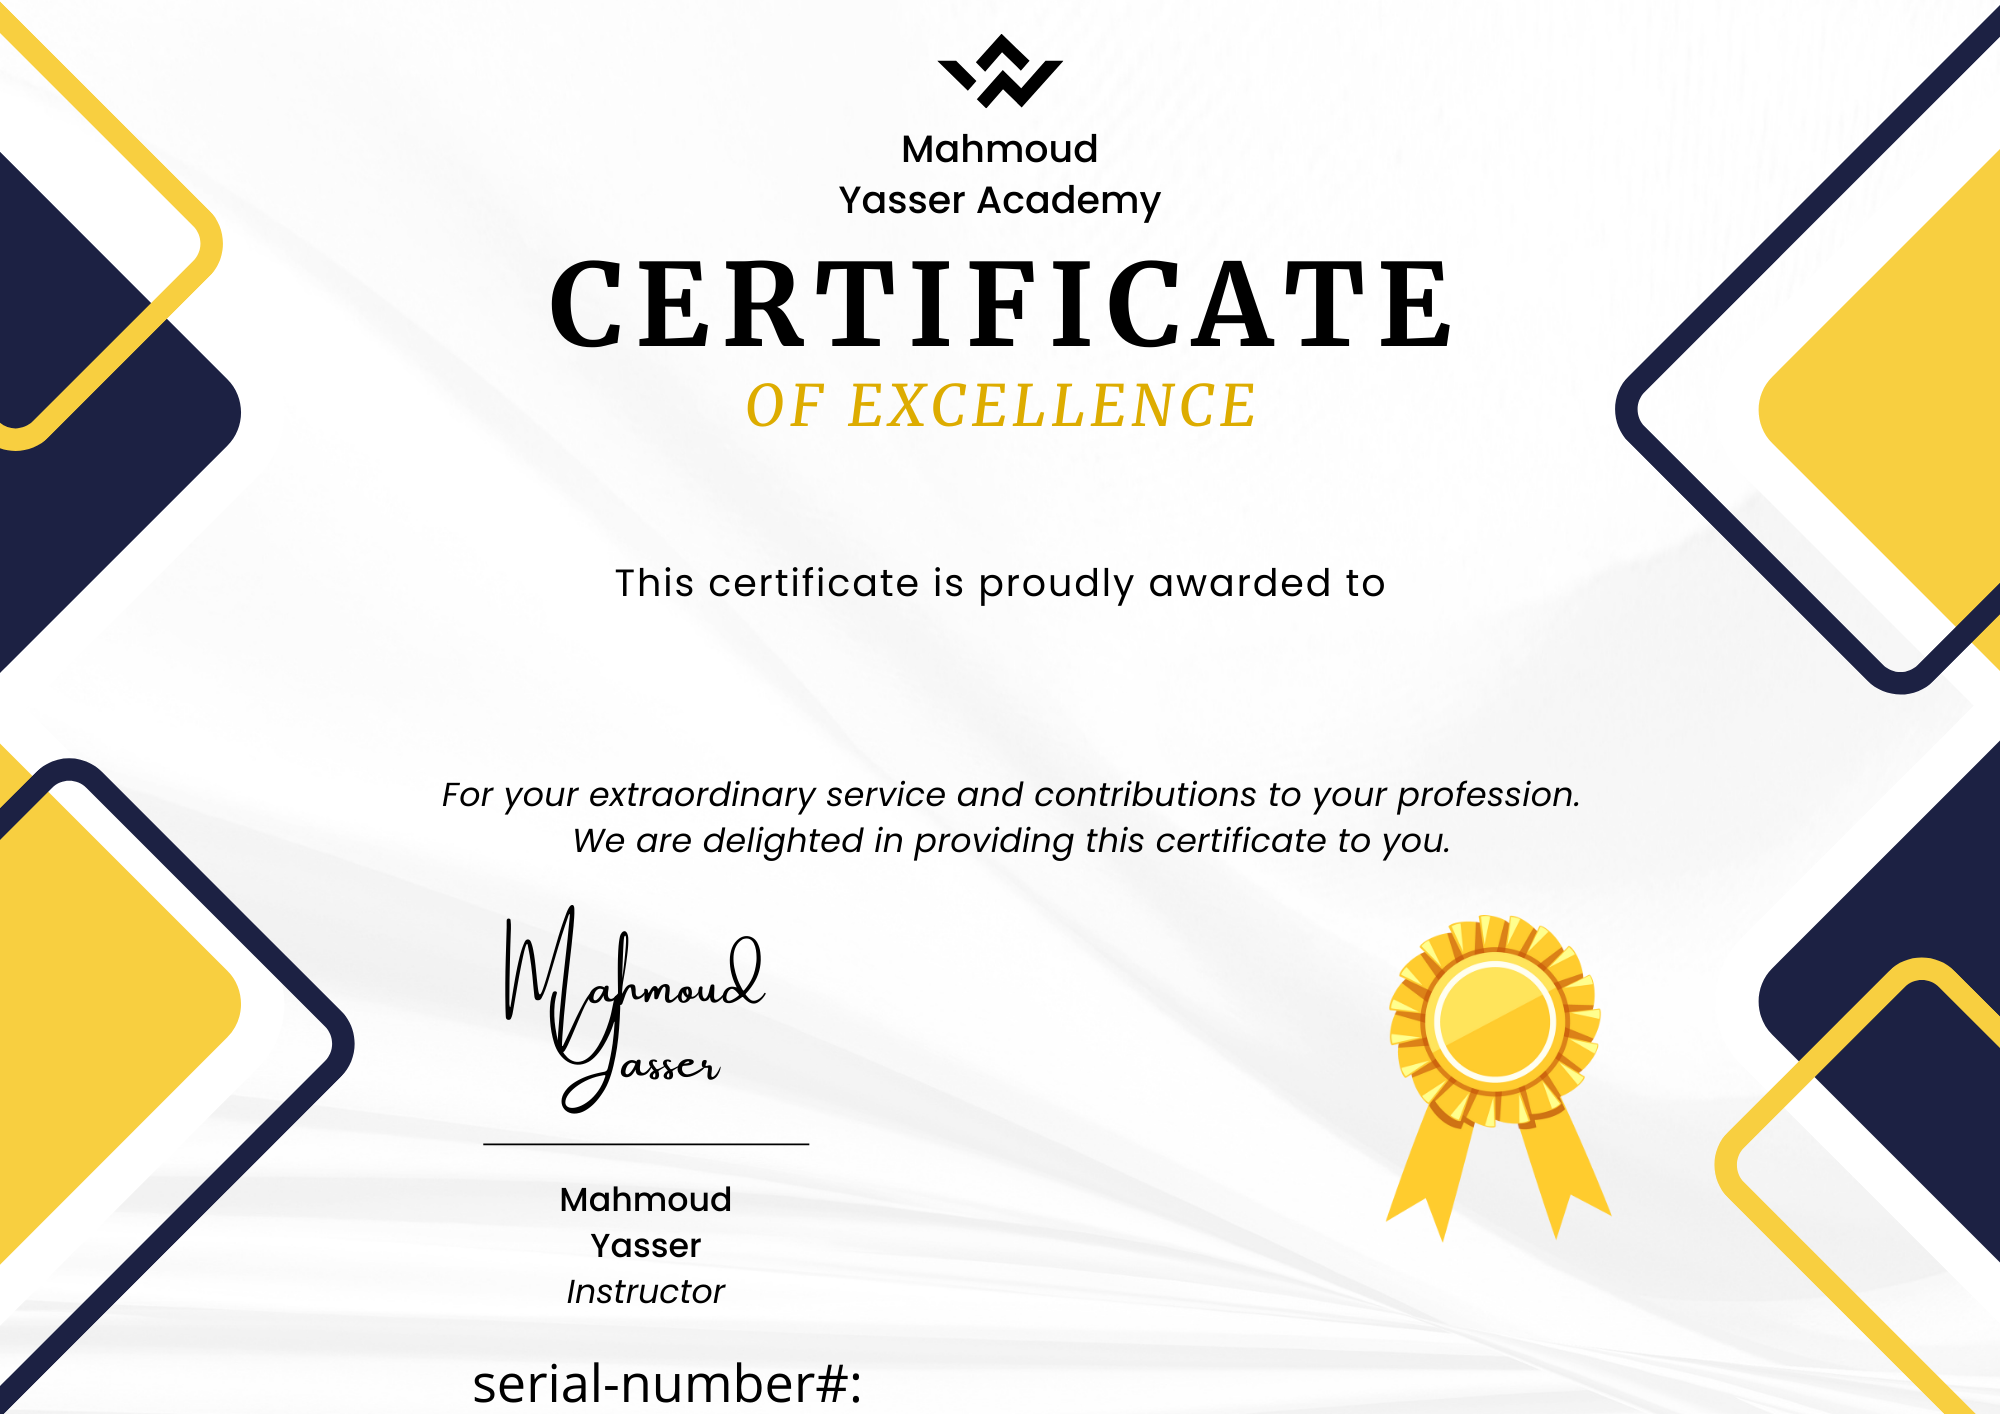 Mahmoud
Yasser Academy
CERTIFICATE
OF EXCELLENCE
This certificate is proudly awarded to
For your extraordinary service and contributions to your profession.
We are delighted in providing this certificate to you.
Mahmoud
Yasser
Mahmoud
Yasser
Instructor
serial-number#: